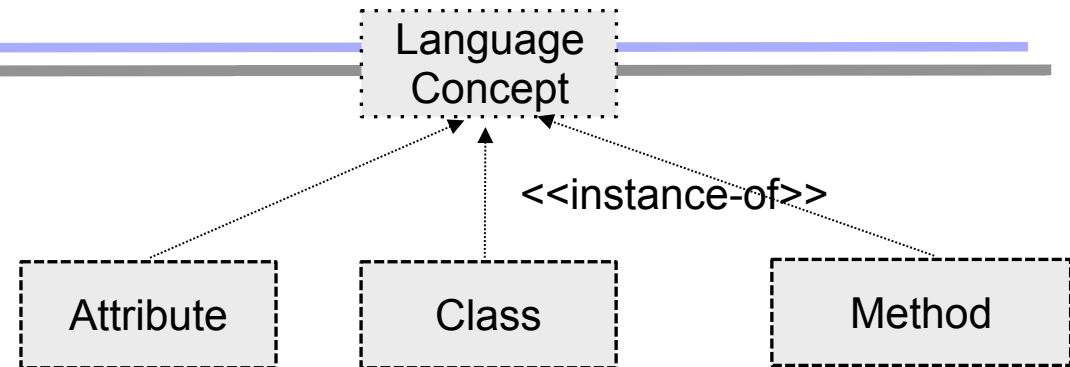 Language
Concept
<<instance-of>>
Attribute
Class
Method